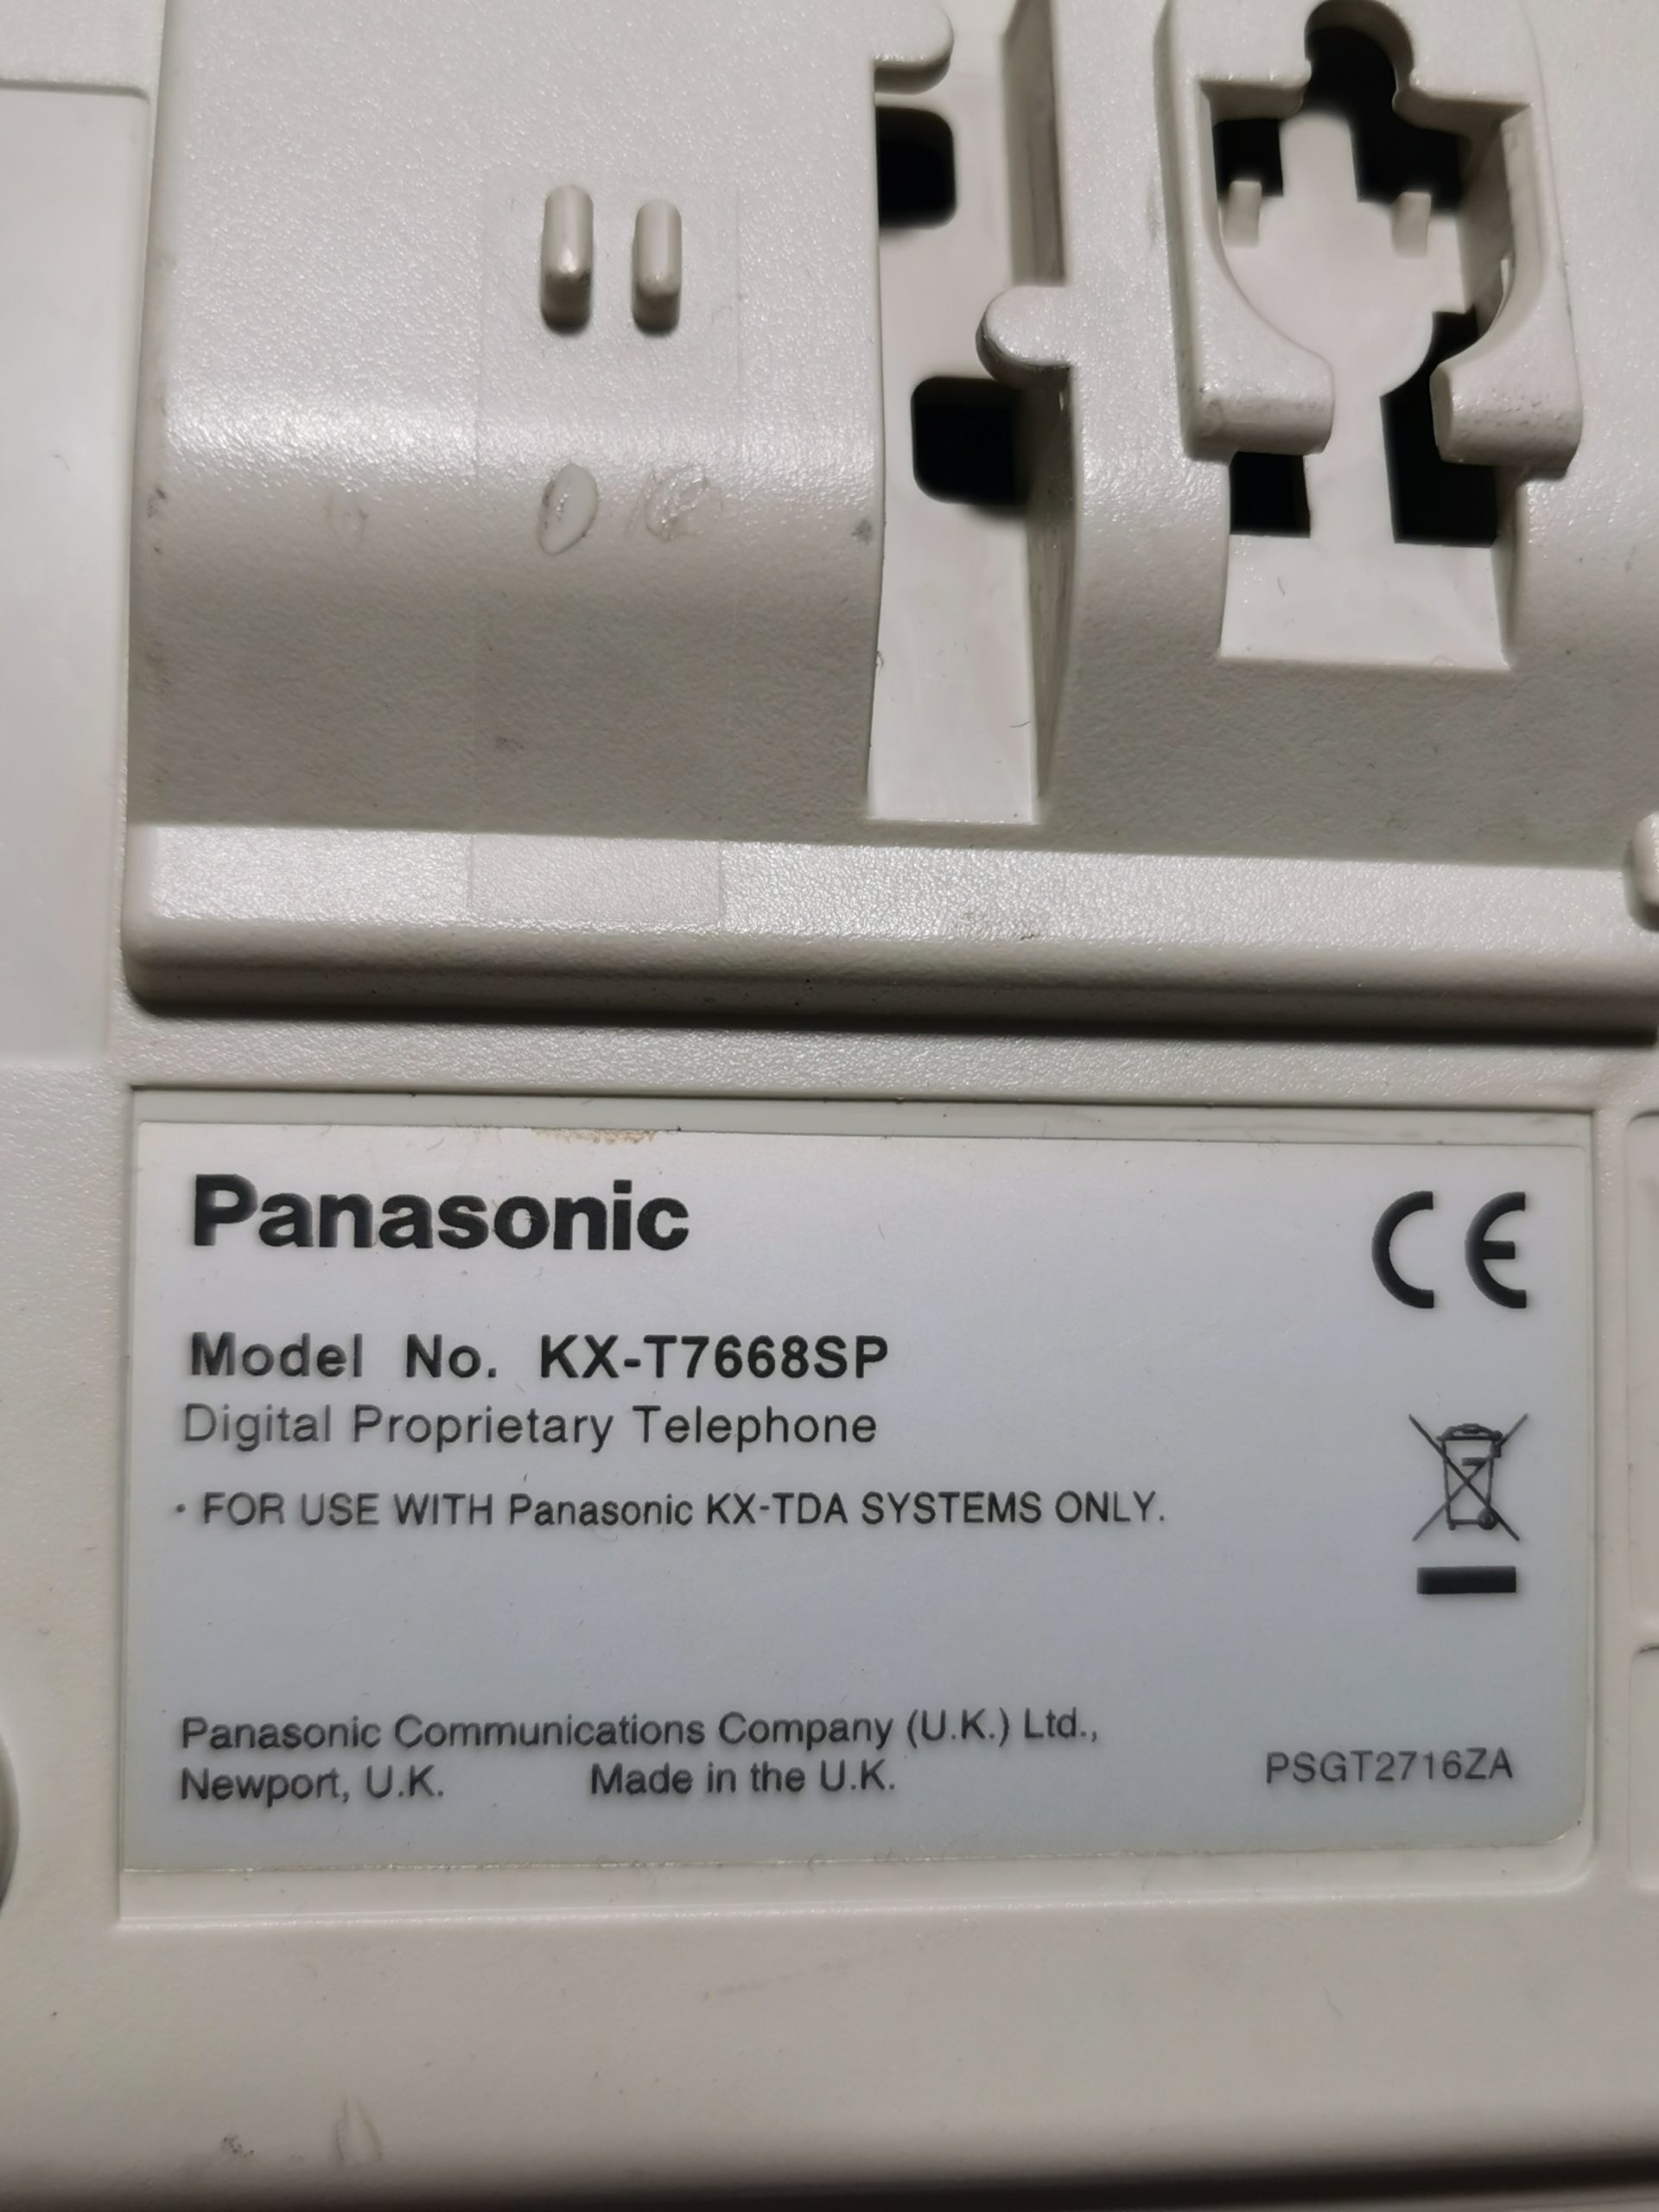 Panasonic
CE
Model No. KX-T7668SP
Digital Proprietary Telephone
· FOR USE WITH Panasonic KX-TDA SYSTEMS ONLY.
Panasonic Communications Company (U.K.) Ltd.,
Newport, U.K. Made in the U.K.
PSGT2716ZA